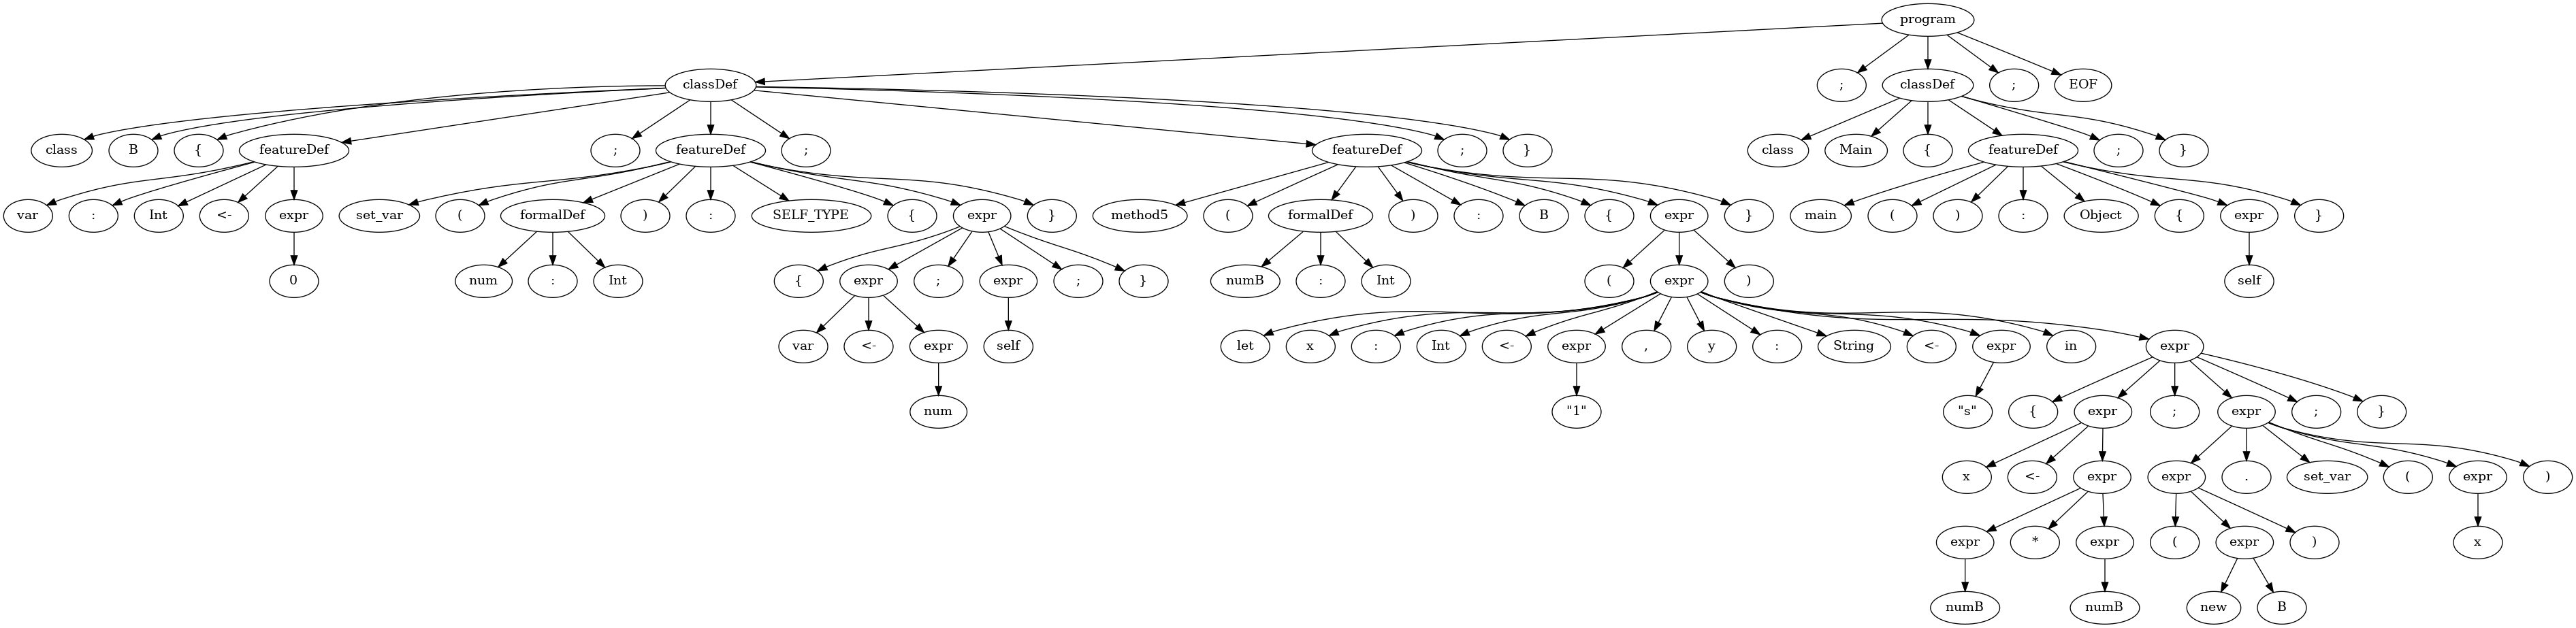 program
classDef ; classDef ; EOF
class B { featureDef ; featureDef ; featureDef ; } class Main { featureDef ; }
var : Int <- expr set_var ( formalDef ) : SELF_TYPE { expr } method5 ( formalDef ) : B { expr } main ( ) : Object { expr }
0 num : Int { expr ; expr ; } numB : Int ( expr ) self
var <- expr self let x : Int <- expr , y : String <- expr in expr
num "1" "s" { expr ; expr ; }
x <- expr expr . set_var ( expr )
expr * expr ( expr ) x
numB numB new B